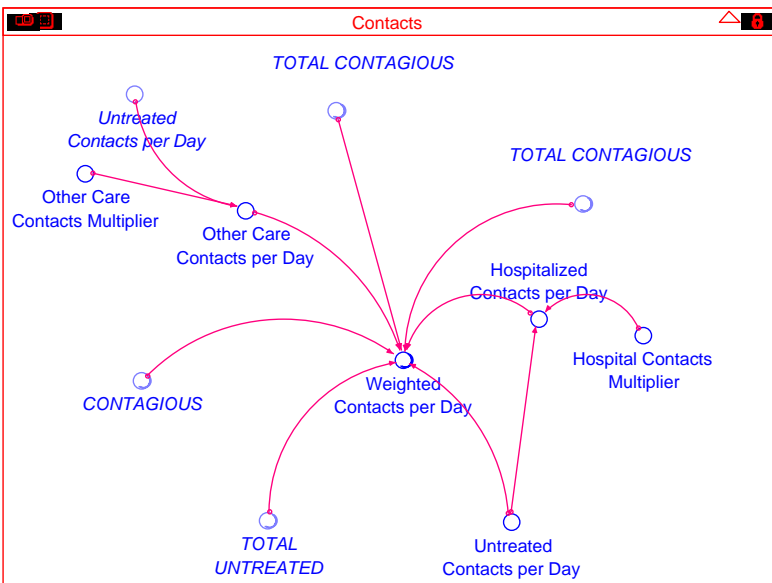 Contacts
TOTAL CONTAGIOUS
Untreated
Contacts per Day
TOTAL CONTAGIOUS
Other Care
Contacts Multiplier
Other Care
Contacts per Day
Hospitalized
Contacts per Day
Hospital Contacts
Multiplier
Weighted
Contacts per Day
CONTAGIOUS
TOTAL
UNTREATED
Untreated
Contacts per Day